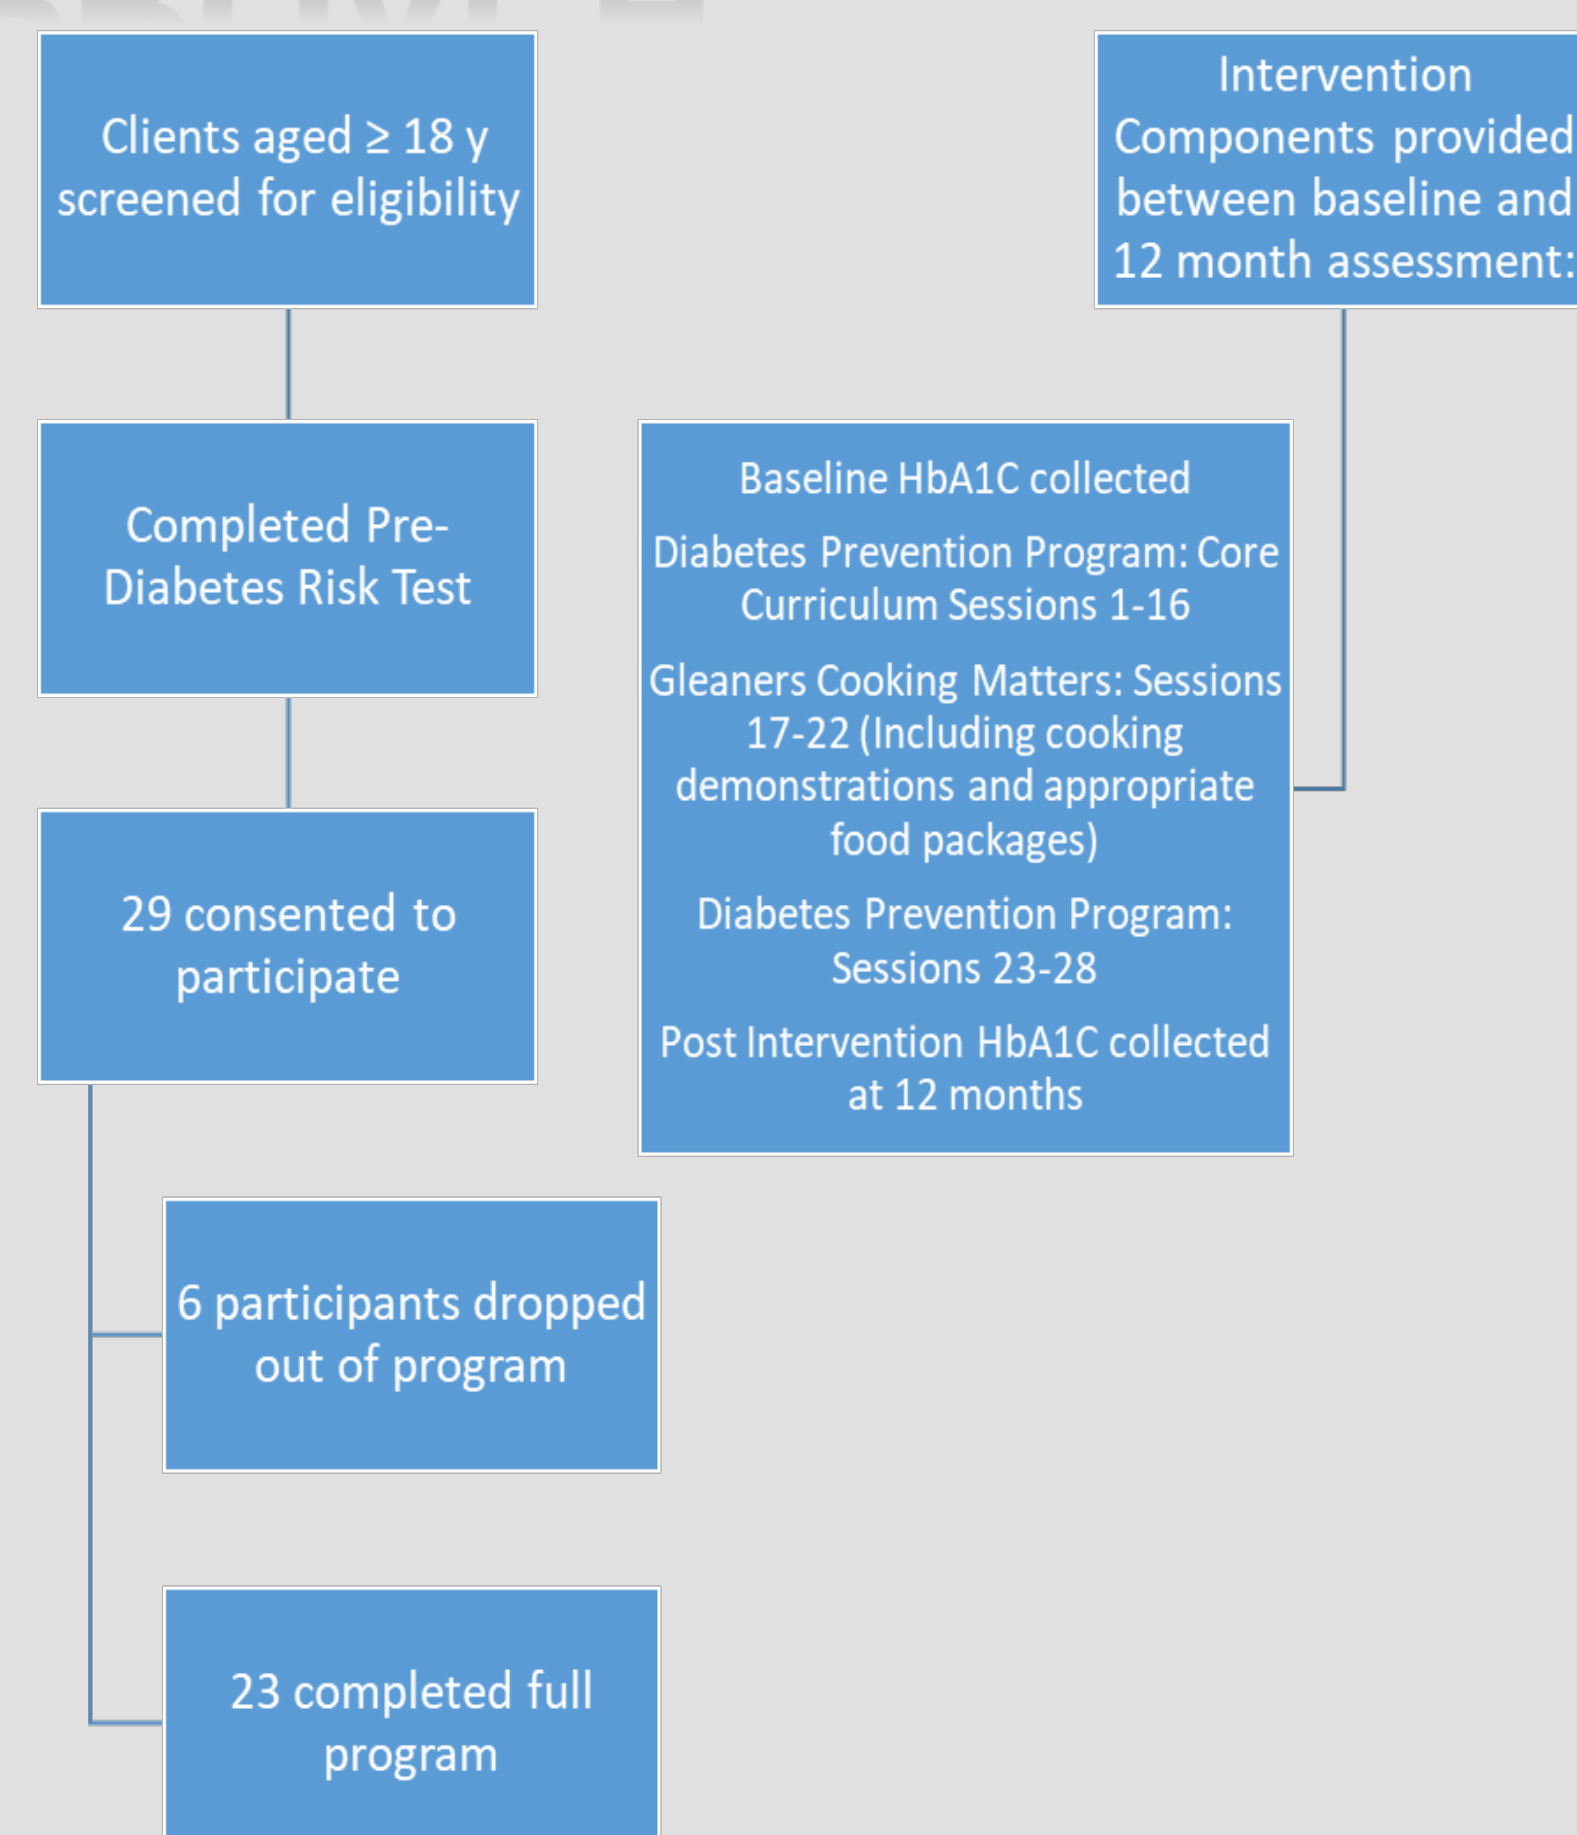 Clients aged ≥ 18 y
screened for eligibility
Completed Pre-
Diabetes Risk Test
29 consented to
participate
6 participants dropped
out of program
23 completed full
program
Intervention
Components provided
between baseline and
12 month assessment:
Baseline HbA1C collected
Diabetes Prevention Program: Core
Curriculum Sessions 1-16
Gleaners Cooking Matters: Sessions
17-22 (Including cooking
demonstrations and appropriate
food packages)
Diabetes Prevention Program:
Sessions 23-28
Post Intervention HbA1C collected
at 12 months